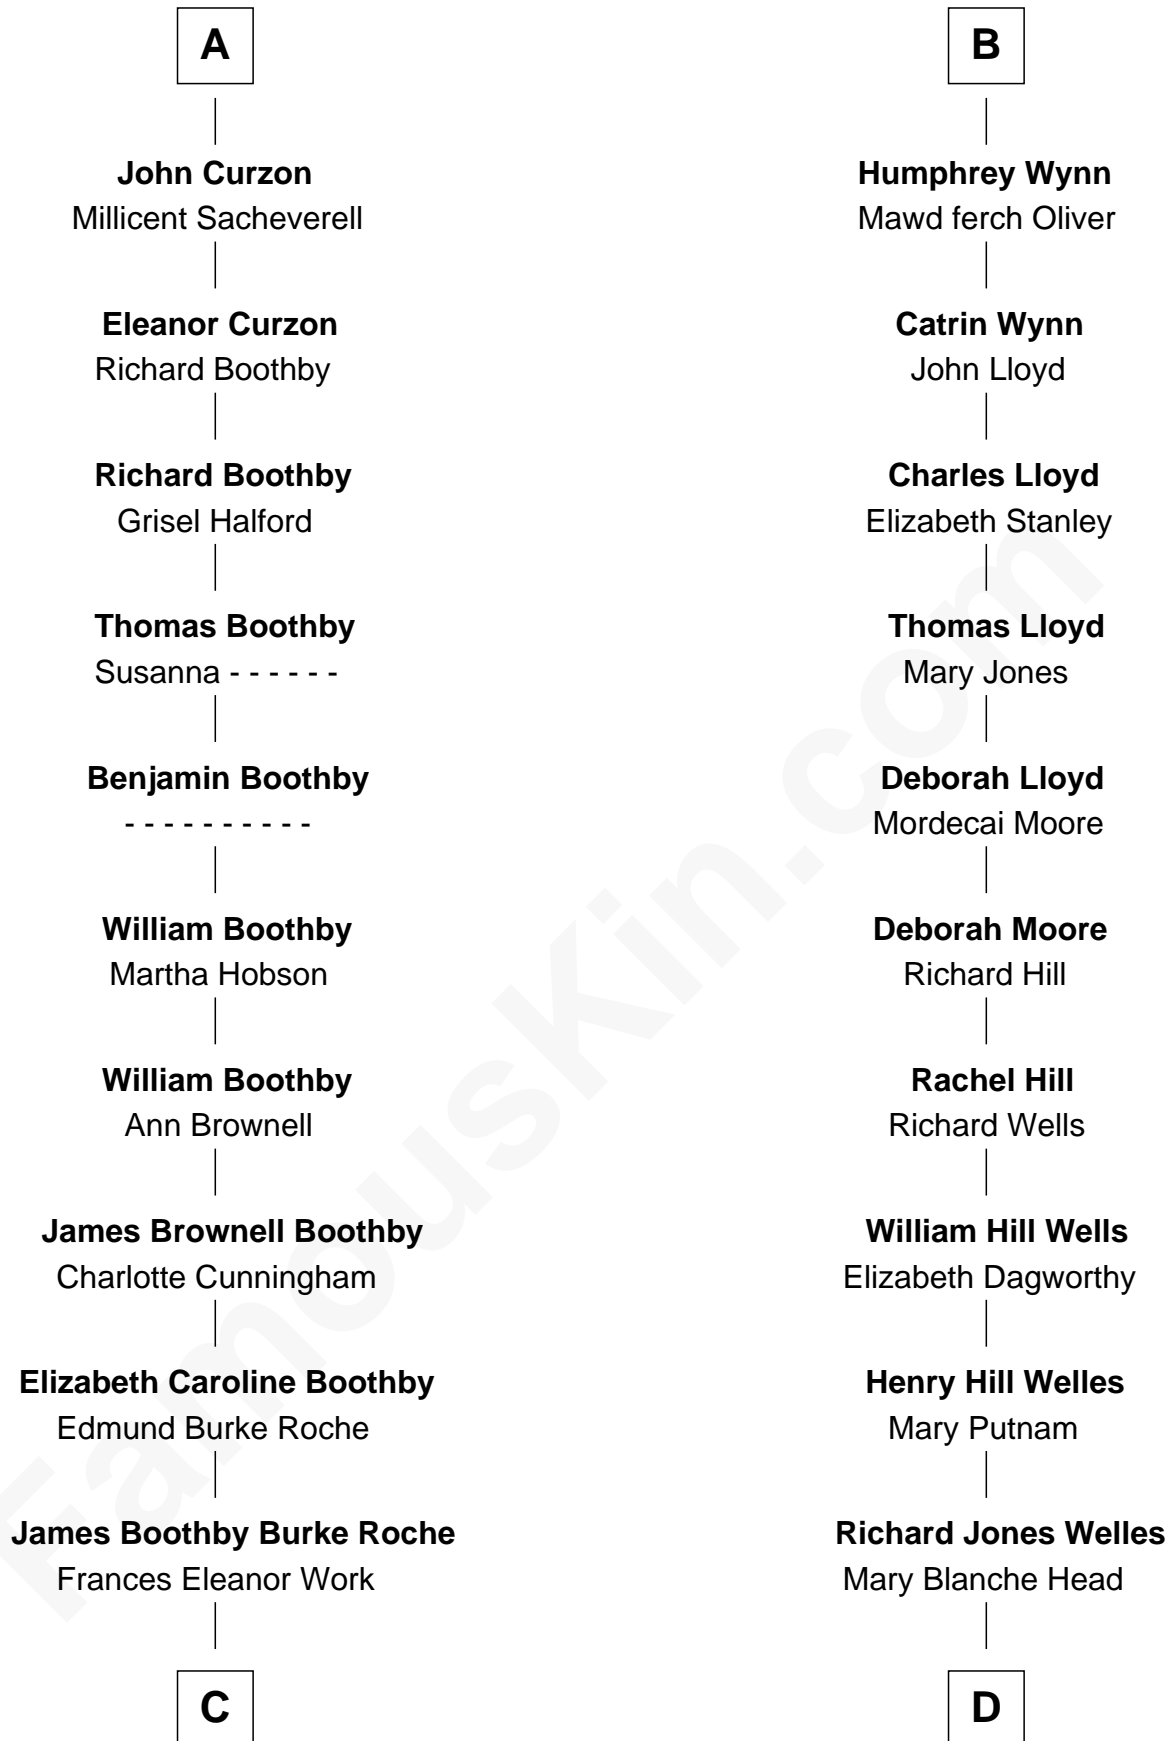 A
John Curzon
Millicent Sacheverell
Eleanor Curzon
Richard Boothby
Richard Boothby
Grisel Halford
Thomas Boothby
Susanna - - - - - -
Benjamin Boothby
- - - - - - - - - -
William Boothby
Martha Hobson
William Boothby
Ann Brownell
James Brownell Boothby
Charlotte Cunningham
Elizabeth Caroline Boothby
Edmund Burke Roche
James Boothby Burke Roche
Frances Eleanor Work
C
B
Humphrey Wynn
Mawd ferch Oliver
Catrin Wynn
John Lloyd
Charles Lloyd
Elizabeth Stanley
Thomas Lloyd
Mary Jones
Deborah Lloyd
Mordecai Moore
Deborah Moore
Richard Hill
Rachel Hill
Richard Wells
William Hill Wells
Elizabeth Dagworthy
Henry Hill Welles
Mary Putnam
Richard Jones Welles
Mary Blanche Head
D
FamousKin.com